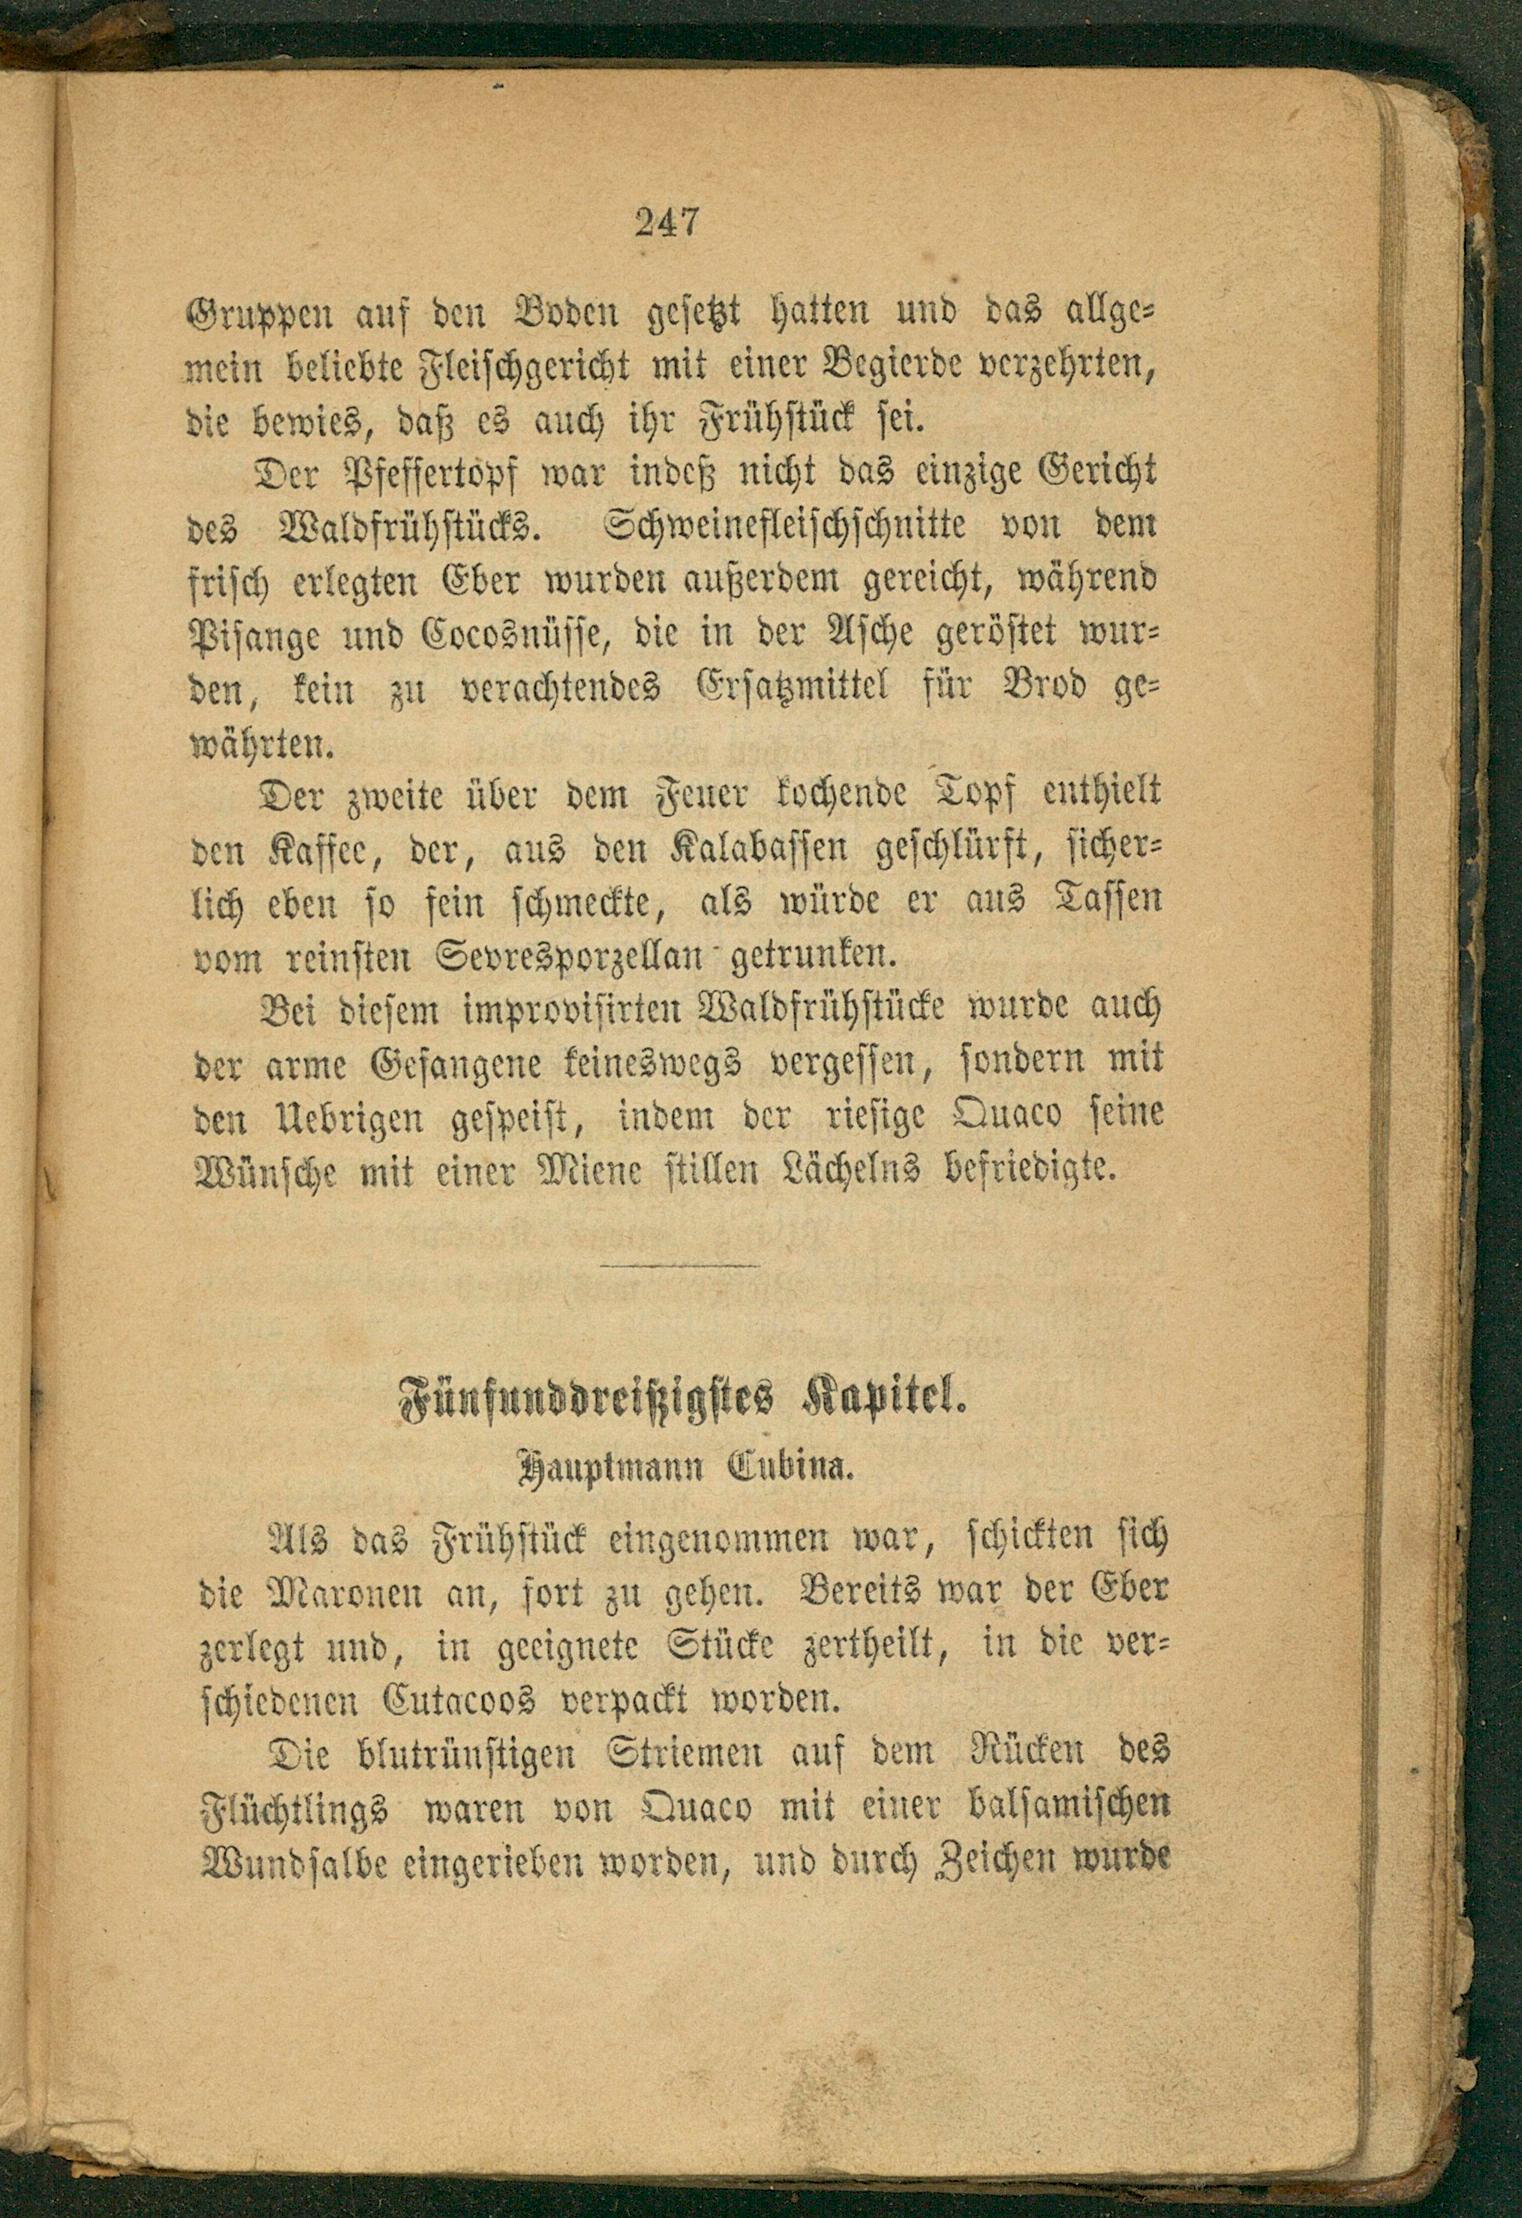 247
Gruppen auf den Boden gesetzt hatten und das allge-
mein beliebte Fleischgericht mit einer Begierde verzehrten,
die bewies, daß es auch ihr Frühstück sei.
Der Pfeffertopf war indeß nicht das einzige Gericht
des Waldfrühstücks. Schweinefleischschnitte von dem
frisch erlegten Eber wurden außerdem gereicht, während
Pisange und Cocosnüsse, die in der Asche geröstet wur-
den, kein zu verachtendes Ersatzmittel für Brod ge-
währten.
Der zweite über dem Feuer kochende Topf enthielt
den Kaffee, der, aus den Kalabassen geschlürft, sicher-
lich eben so fein schmeckte, als würde er aus Tassen
vom reinsten Sevresporzellan getrunken.
Bei diesem improvisirten Waldfrühstücke wurde auch
der arme Gefangene keineswegs vergessen, sondern mit
den Uebrigen gespeist, indem der riesige Quaco seine
Wünsche mit einer Miene stillen Lächelns befriedigte.
Fünfunddreißigstes Kapitel.
Hauptmann Cubina.
Als das Frühstück eingenommen war, schickten sich
die Maronen an, fort zu gehen. Bereits war der Eber
zerlegt und, in geeignete Stücke zertheilt, in die ver-
schiedenen Cutacoos verpackt worden.
Die blutrünstigen Striemen auf dem Rücken des
Flüchtlings waren von Quaco mit einer balsamischen
Wundsalbe eingerieben worden, und durch Zeichen wurde